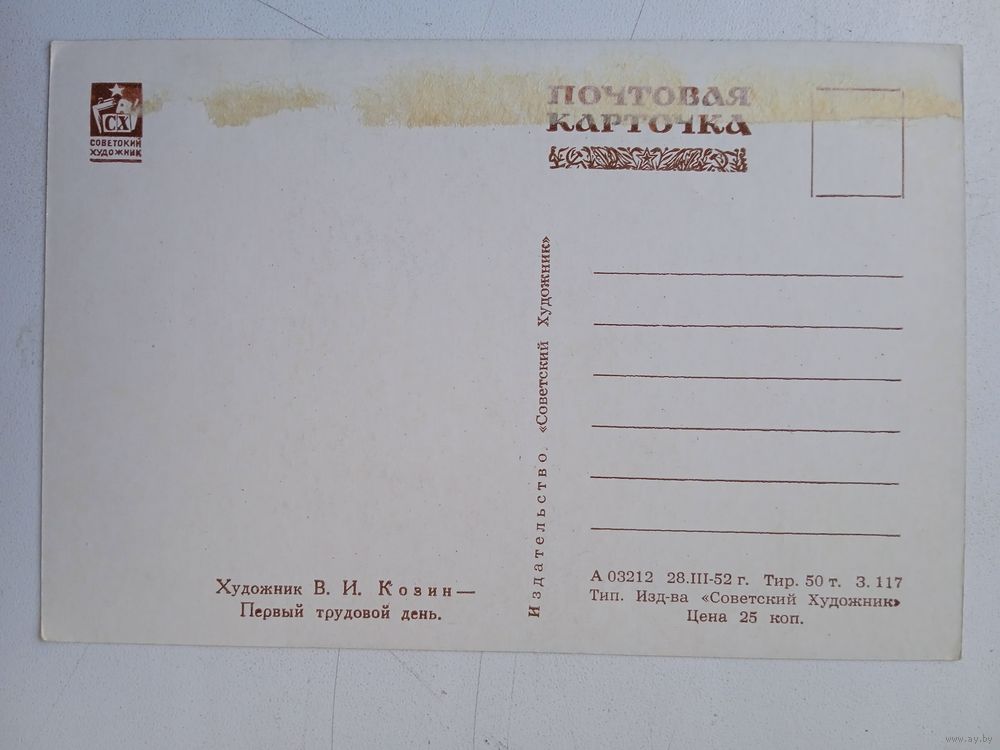 СХ
СОВЕТСКИЙ
ХУДОЖНИК
ПОЧТОВАЯ
КАРТОЧКА
Издательство. «Советский Художник»
Художник В. И. Козин—
Первый трудовой день.
А 03212 28.III-52 г. Тир. 50 т. З. 117
Тип. Изд-ва «Советский Художник»
Цена 25 коп.
www.ay.by